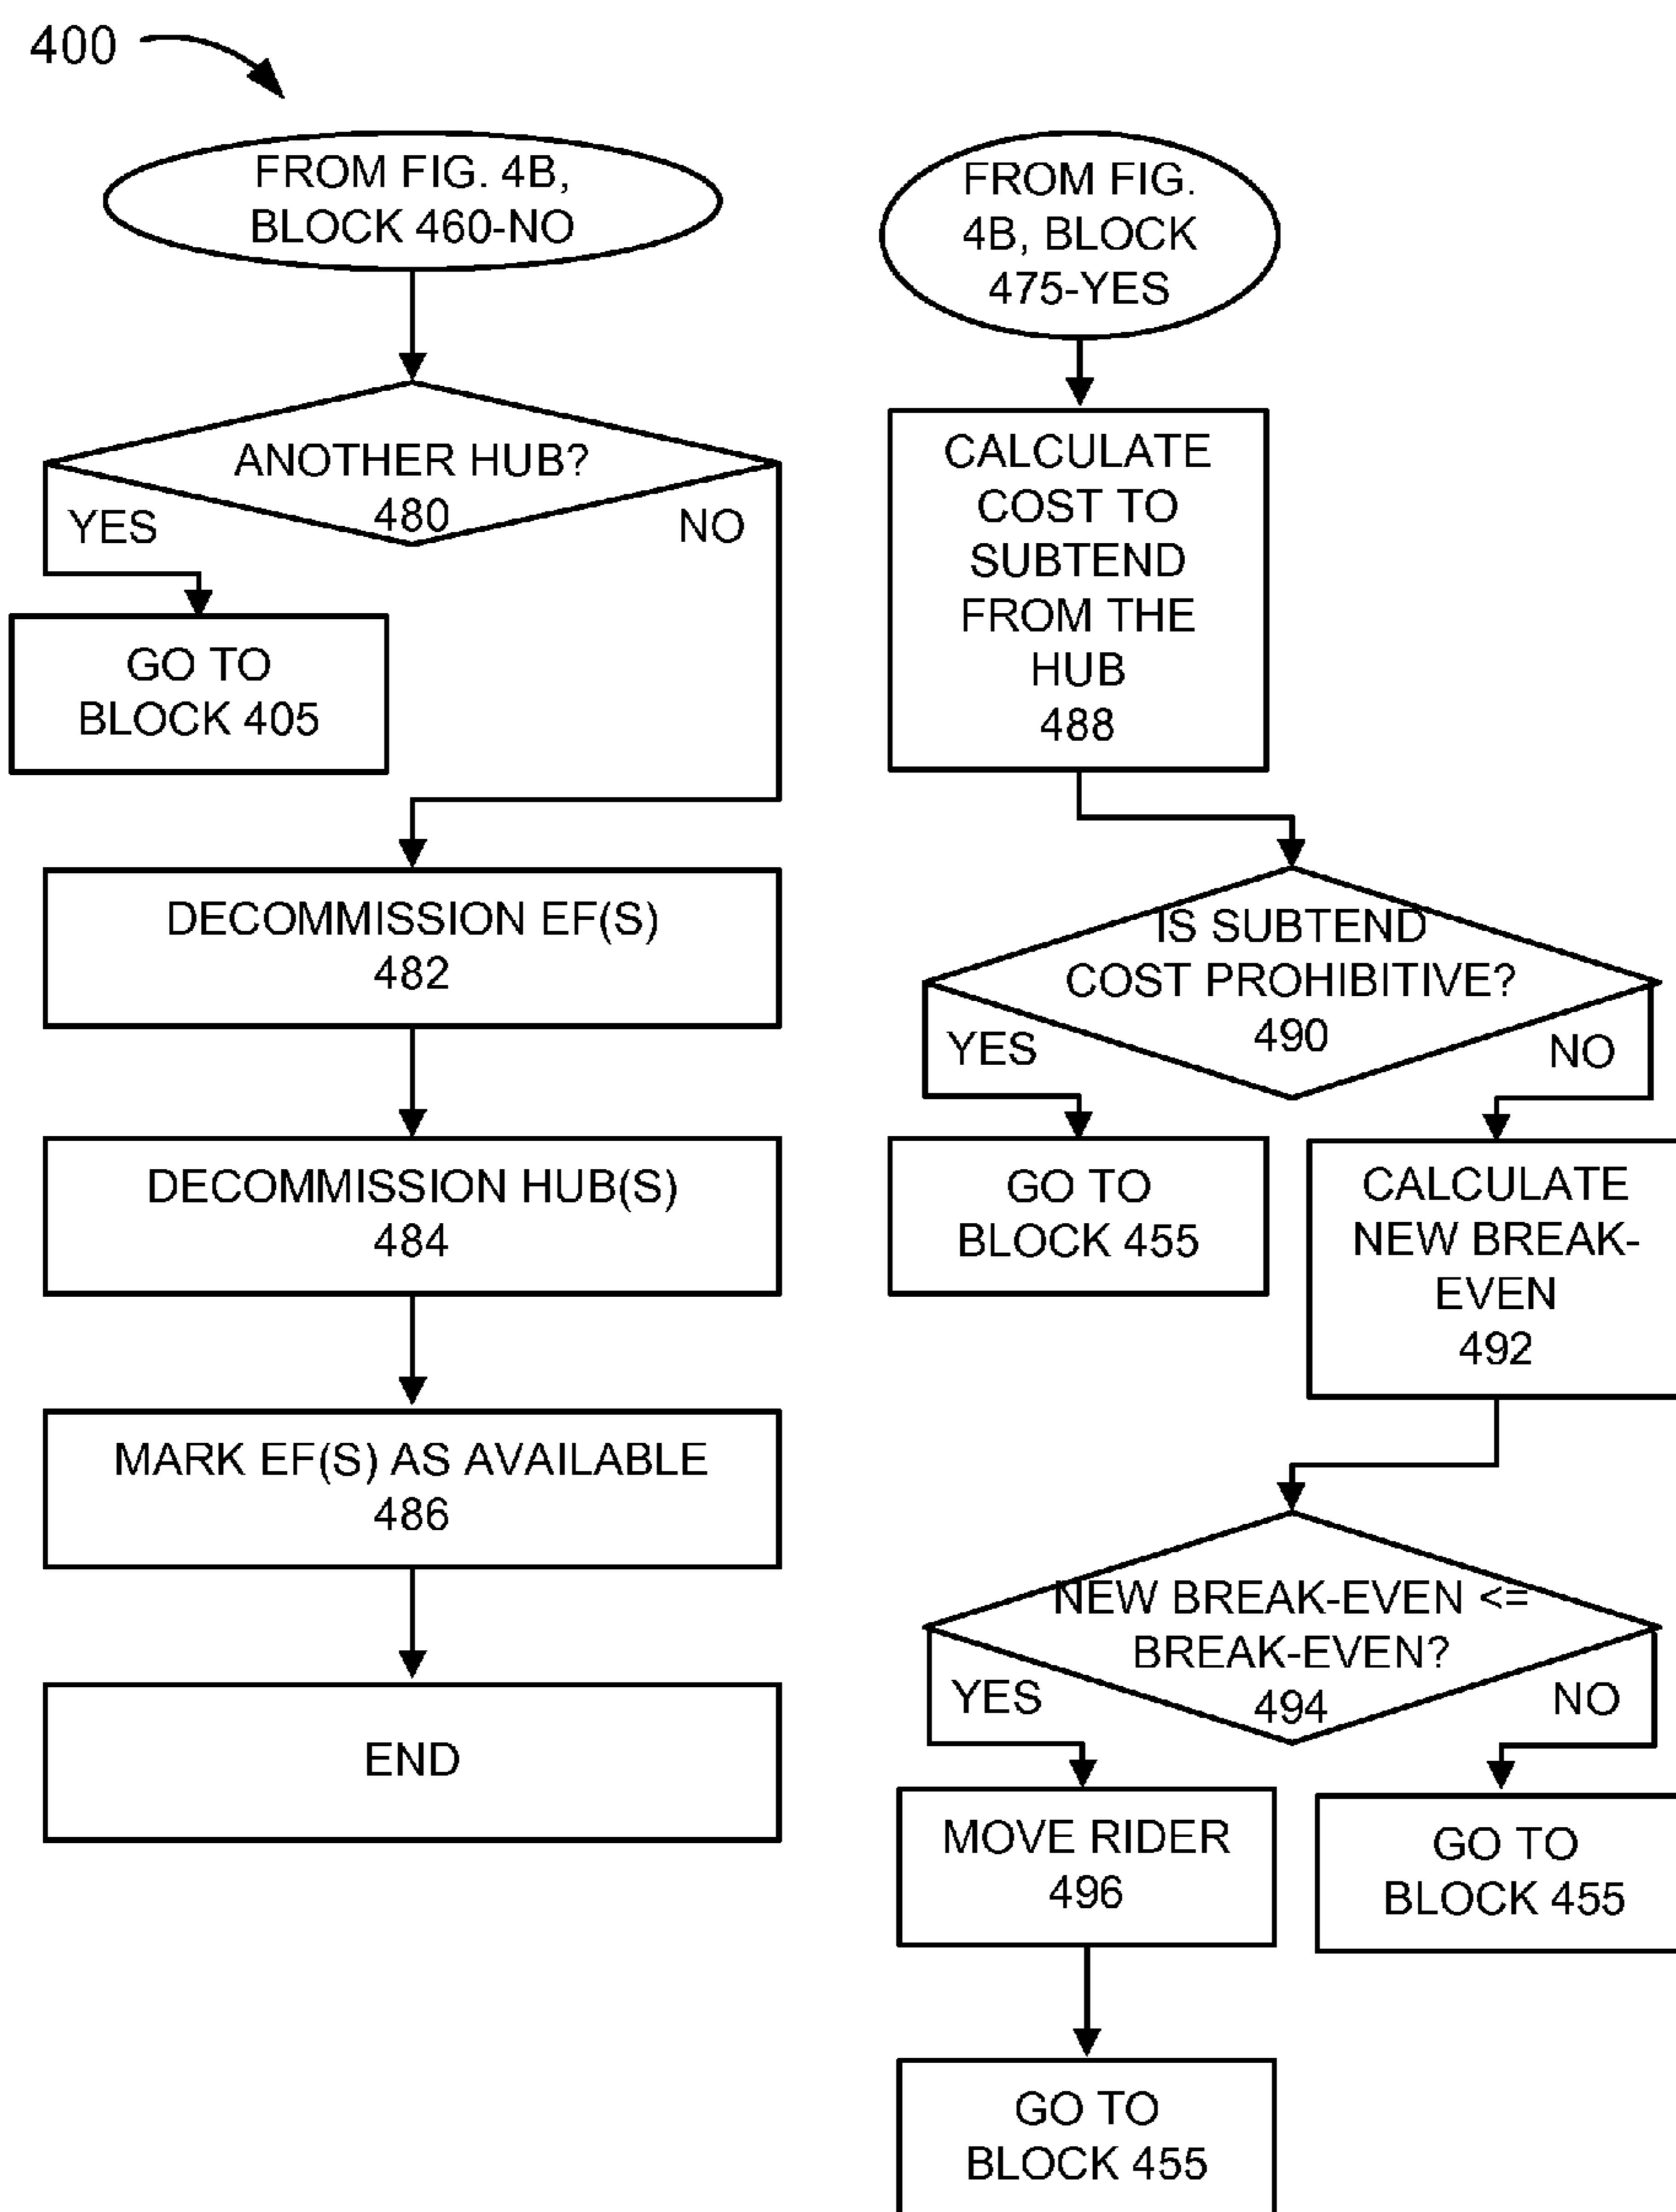 400
FROM FIG. 4B,
BLOCK 460-NO
ANOTHER HUB?
480
YES
NO
GO TO
BLOCK 405
DECOMMISSION EF(S)
482
DECOMMISSION HUB(S)
484
MARK EF(S) AS AVAILABLE
486
END
FROM FIG.
4B, BLOCK
475-YES
CALCULATE
COST TO
SUBTEND
FROM THE
HUB
488
IS SUBTEND
COST PROHIBITIVE?
490
YES
NO
GO TO
BLOCK 455
CALCULATE
NEW BREAK-
EVEN
492
NEW BREAK-EVEN <=
BREAK-EVEN?
494
YES
NO
MOVE RIDER
496
GO TO
BLOCK 455
GO TO
BLOCK 455